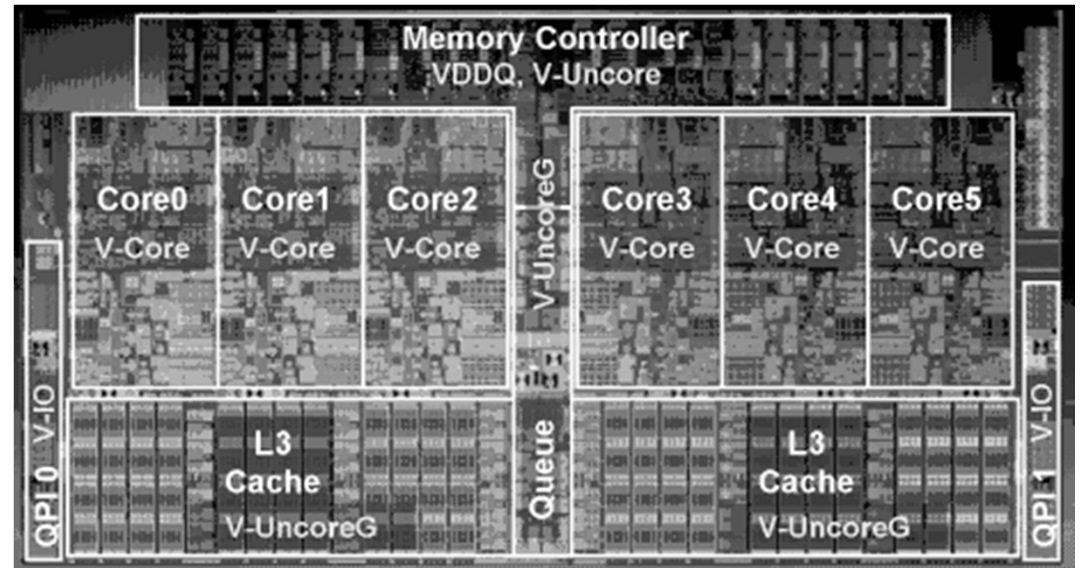 Memory Controller
VDDQ, V-Uncore
Core0
V-Core
Core1
V-Core
Core2
V-Core
V-UncoreG
Core3
V-Core
Core4
V-Core
Core5
V-Core
QPI 0 V-IO
L3
Cache
V-UncoreG
Queue
L3
Cache
V-UncoreG
QPI 1 V-IO